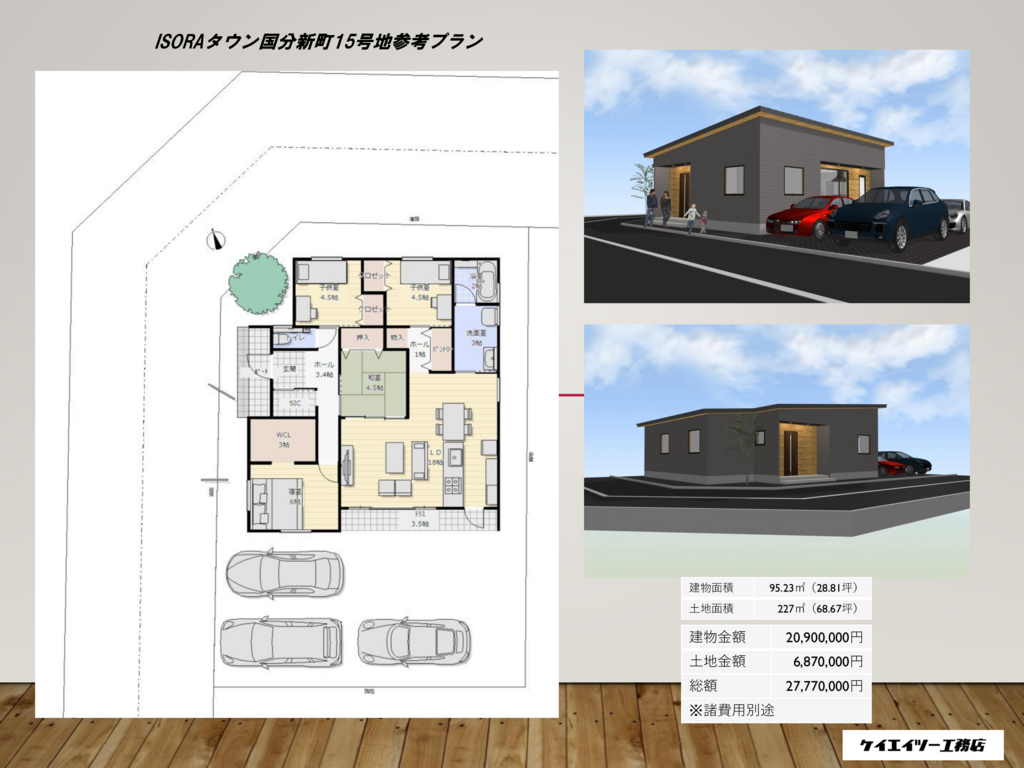 ISORAタウン国分新町15号地参考プラン
道路
子供室
4.5帖
クロゼット
クロゼット
子供室
4.5帖
浴室
2帖
トイレ
押入
物入
ホール
1帖
パントリー
洗面室
3帖
ポーチ
玄関
ホール
3.4帖
和室
4.5帖
SIC
WCL
3帖
LD
18帖
寝室
6帖
テラス
3.5帖
建物面積 95.23㎡（28.81坪）
土地面積 227㎡（68.67坪）
建物金額 20,900,000円
土地金額 6,870,000円
総額 27,770,000円
※諸費用別途
ケイエイツー工務店